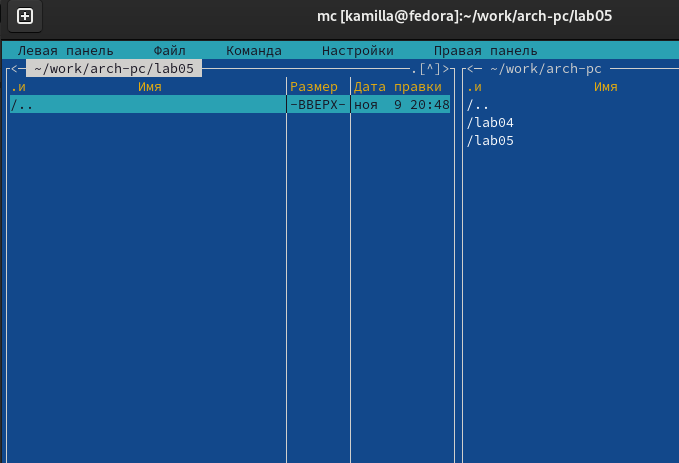 mc [kamilla@fedora]:~/work/arch-pc/lab05
Левая панель Файл Команда Настройки Правая панель
<─ ~/work/arch-pc/lab05 .[^]> <─ ~/work/arch-pc
.и Имя Размер Дата правки .и Имя
/.. -ВВЕРХ- ноя 9 20:48 /..
/lab04
/lab05